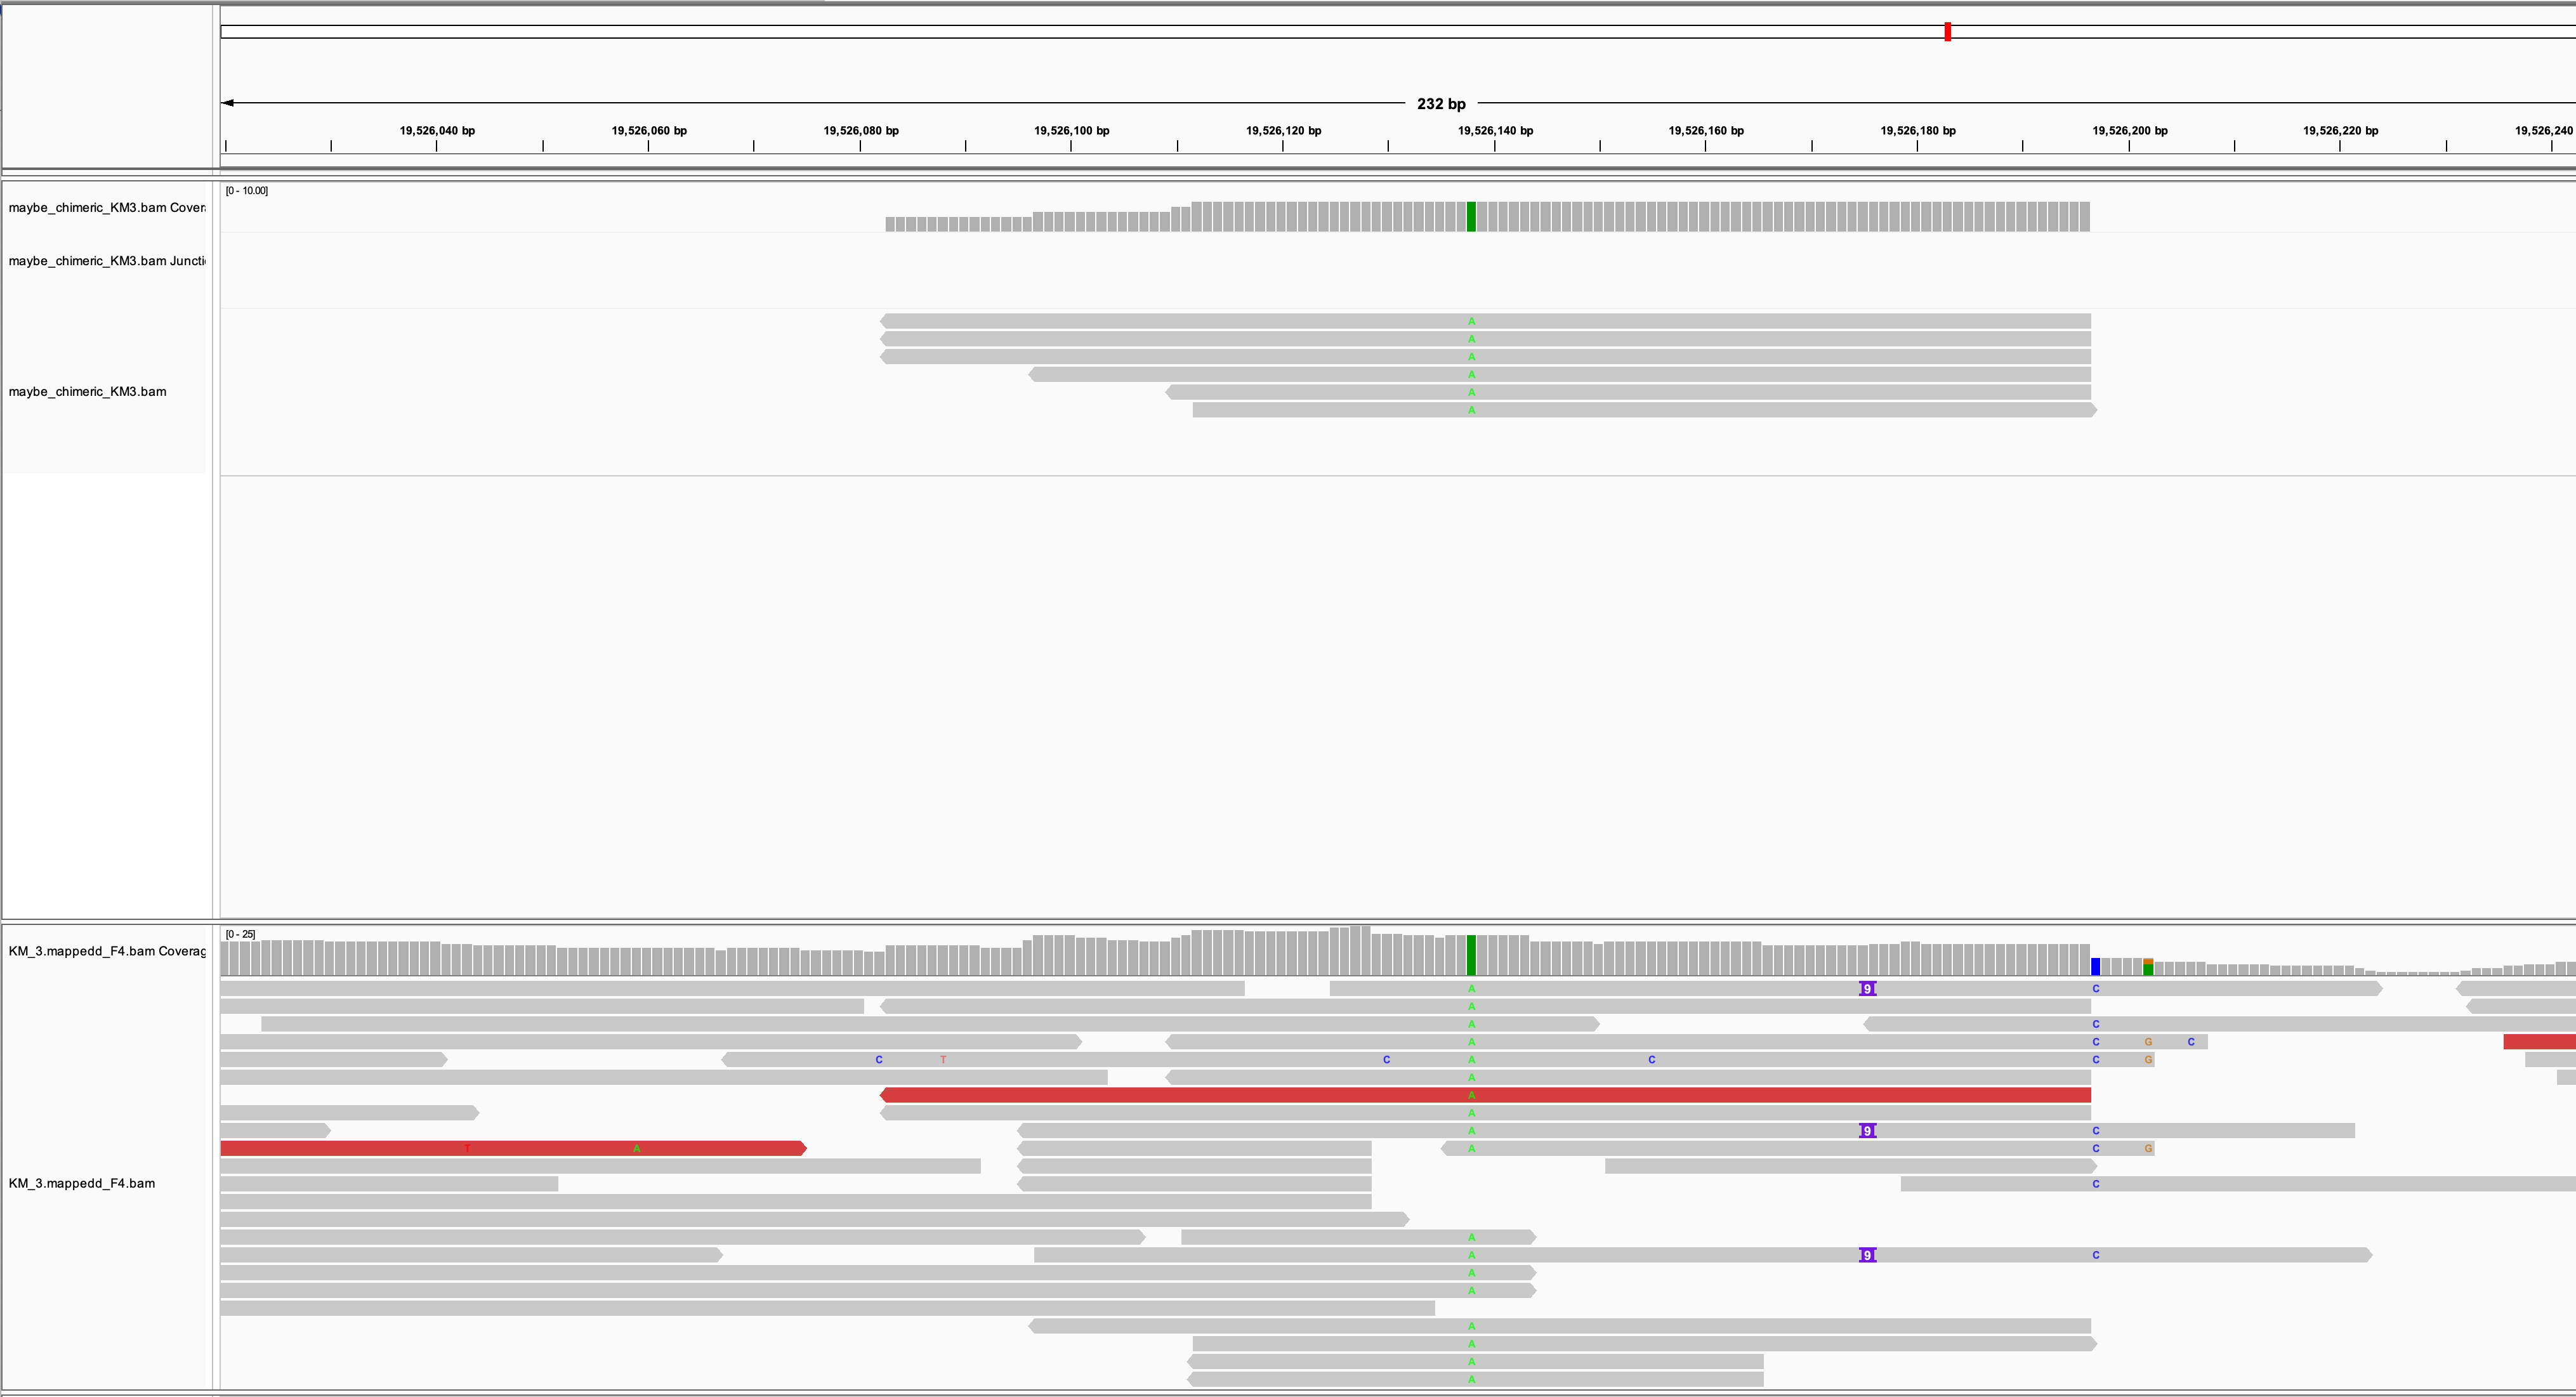 232 bp
19,526,040 bp 19,526,060 bp 19,526,080 bp 19,526,100 bp 19,526,120 bp 19,526,140 bp 19,526,160 bp 19,526,180 bp 19,526,200 bp 19,526,220 bp 19,526,240
[0 - 10.00]
maybe_chimeric_KM3.bam Cover
maybe_chimeric_KM3.bam Juncti
A
A
A
A
maybe_chimeric_KM3.bam A
A
[0 - 25]
KM_3.mappedd_F4.bam Coverag
A 9 C
A
A C
A C G C
C T C A C C G
A
A
A
A 9 C
T A A C G
KM_3.mappedd_F4.bam C
A
A 9 C
A
A
A
A
A
A